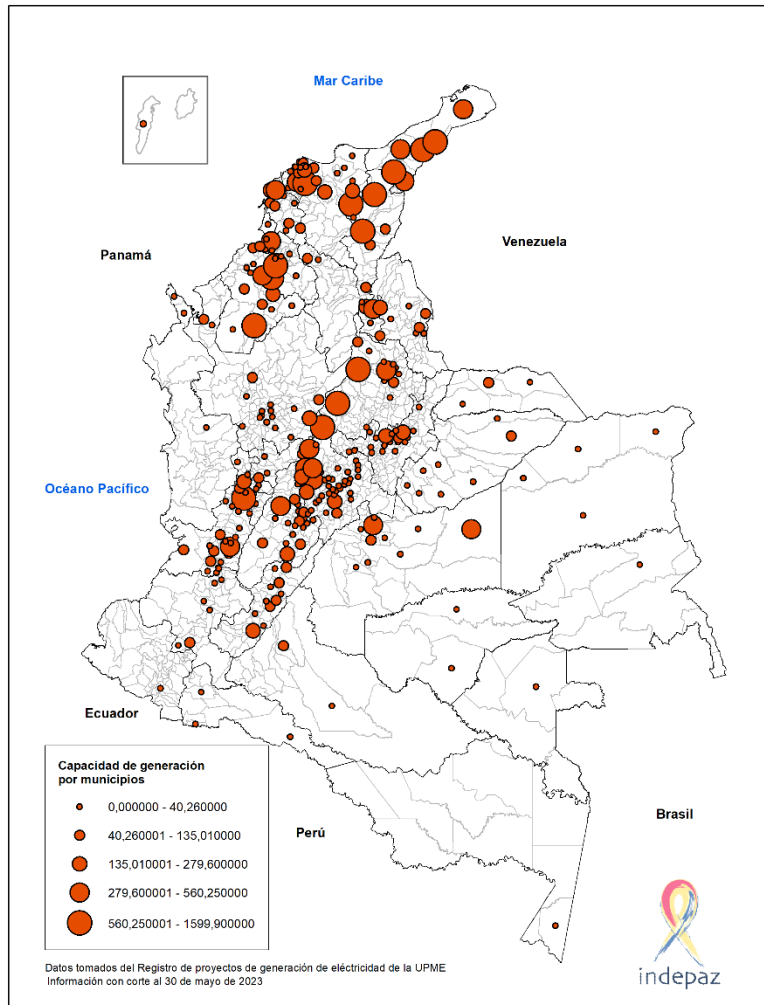 Mar Caribe
Panamá
Venezuela
Océano Pacífico
Ecuador
Perú
Brasil
Capacidad de generación
por municipios
0,000000 - 40,260000
40,260001 - 135,010000
135,010001 - 279,600000
279,600001 - 560,250000
560,250001 - 1599,900000
Datos tomados del Registro de proyectos de generación de eléctricidad de la UPME
Información con corte al 30 de mayo de 2023
indepaz